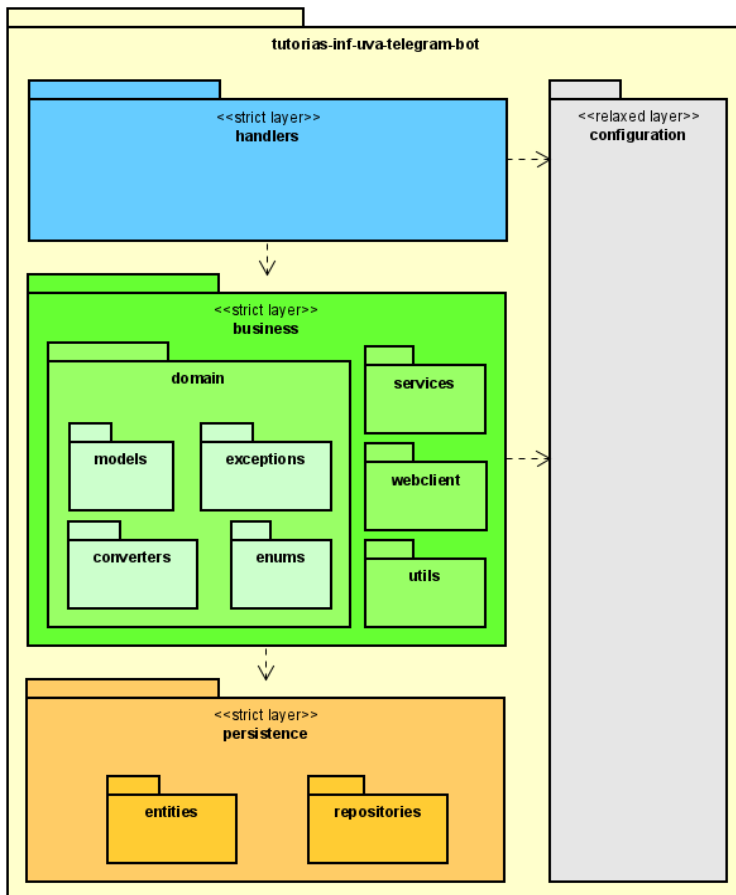 tutorias-inf-uva-telegram-bot
<<strict layer>>
handlers
<<relaxed layer>>
configuration
<<strict layer>>
business
domain
services
models
exceptions
webclient
converters
enums
utils
<<strict layer>>
persistence
entities
repositories